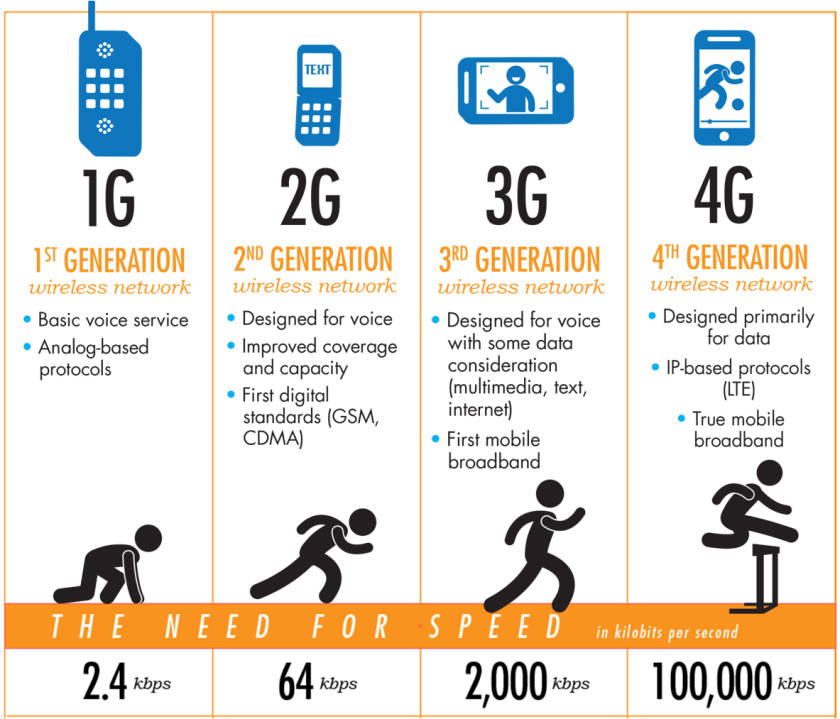 TEXT
1G
1ST GENERATION
wireless network
• Basic voice service
• Analog-based
protocols
2G
2ND GENERATION
wireless network
• Designed for voice
• Improved coverage
and capacity
• First digital
standards (GSM,
CDMA)
3G
3RD GENERATION
wireless network
• Designed for voice
with some data
consideration
(multimedia, text,
internet)
• First mobile
broadband
4G
4TH GENERATION
wireless network
• Designed primarily
for data
• IP-based protocols
(LTE)
• True mobile
broadband
THE NEED FOR SPEED in kilobits per second
2.4 kbps
64 kbps
2,000 kbps
100,000 kbps